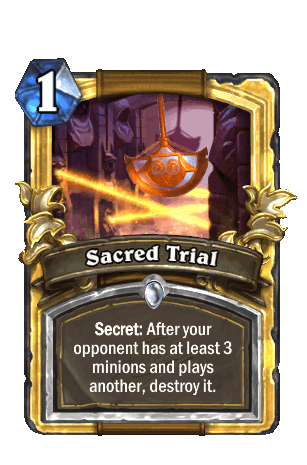 1
Sacred Trial
Secret: After your
opponent has at least 3
minions and plays
another, destroy it.